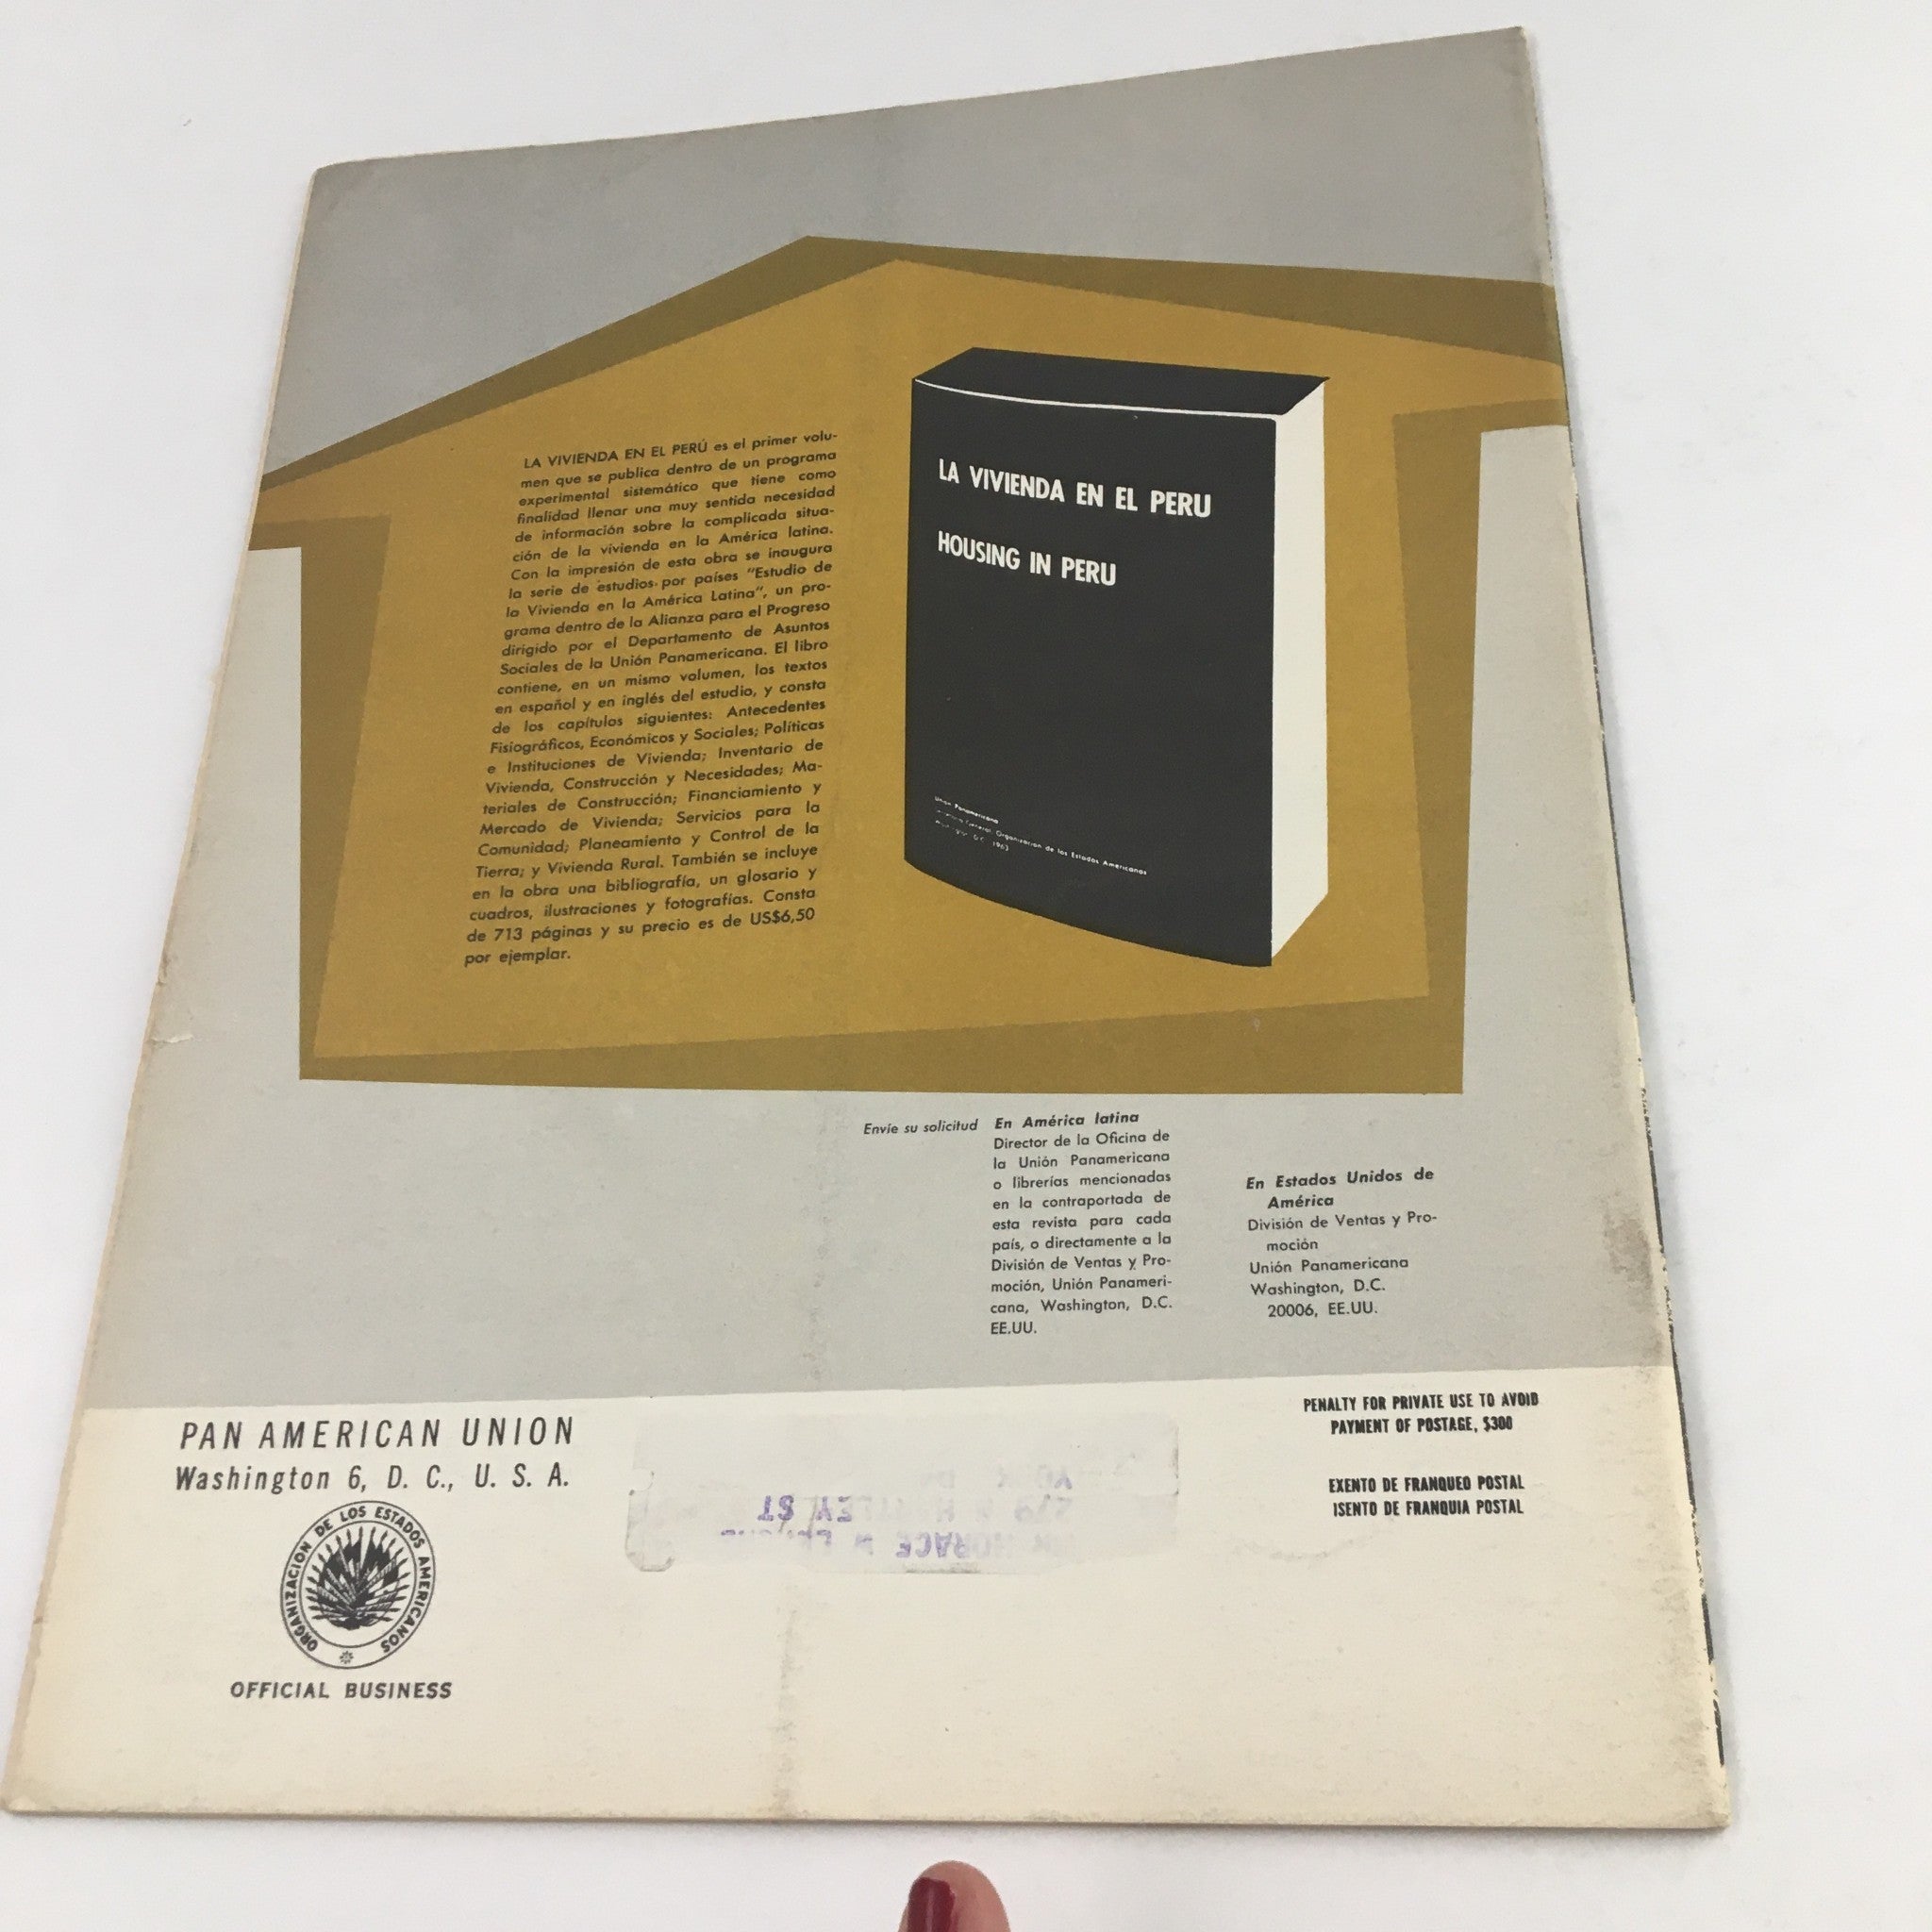 LA VIVIENDA EN EL PERÚ es el primer volu-
men que se publica dentro de un programa
experimental sistemático que tiene como
finalidad llenar una muy sentida necesidad
de información sobre la complicada situa-
ción de la vivienda en la América latina.
Con la impresión de esta obra se inaugura
la serie de estudios por países "Estudio de
la Vivienda en la América Latina", un pro-
grama dentro de la Alianza para el Progreso
dirigido por el Departamento de Asuntos
Sociales de la Unión Panamericana. El libro
contiene, en un mismo volumen, los textos
en español y en inglés del estudio, y consta
de los capítulos siguientes: Antecedentes
Fisiográficos, Económicos y Sociales; Políticas
e Instituciones de Vivienda; Inventario de
Vivienda, Construcción y Necesidades; Ma-
teriales de Construcción; Financiamiento y
Mercado de Vivienda; Servicios para la
Comunidad; Planeamiento y Control de la
Tierra; y Vivienda Rural. También se incluye
en la obra una bibliografía, un glosario y
cuadros, ilustraciones y fotografías. Consta
de 713 páginas y su precio es de US$6,50
por ejemplar.
LA VIVIENDA EN EL PERU
HOUSING IN PERU
Unión Panamericana
General, Organización de los Estados Americanos
D.C. 1963
Envíe su solicitud
En América latina
Director de la Oficina de
la Unión Panamericana
o librerías mencionadas
en la contraportada de
esta revista para cada
país, o directamente a la
División de Ventas y Pro-
moción, Unión Panameri-
cana, Washington, D.C.
EE.UU.
En Estados Unidos de
América
División de Ventas y Pro-
moción
Unión Panamericana
Washington, D.C.
20006, EE.UU.
PAN AMERICAN UNION
Washington 6, D. C., U. S. A.
ORGANIZACION DE LOS ESTADOS AMERICANOS
OFFICIAL BUSINESS
HORACE
ST
PENALTY FOR PRIVATE USE TO AVOID
PAYMENT OF POSTAGE, $300
EXENTO DE FRANQUEO POSTAL
ISENTO DE FRANQUIA POSTAL